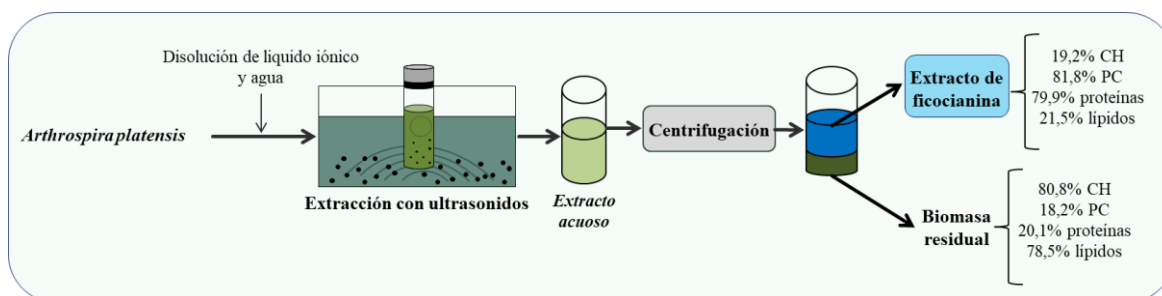 Disolución de liquido iónico
y agua
Arthrospira platensis
Extracción con ultrasonidos
Extracto
acuoso
Centrifugación
Extracto de
ficocianina
19,2% CH
81,8% PC
79,9% proteínas
21,5% lípidos
Biomasa
residual
80,8% CH
18,2% PC
20,1% proteínas
78,5% lípidos